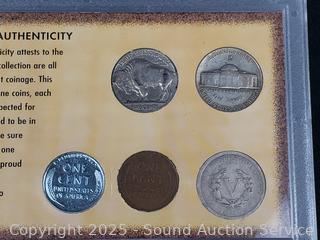 AUTHENTICITY
city attests to the
collection are all
t coinage. This
ne coins, each
pected for
d to be in
e sure
one
proud
ONE
CENT
UNITED STATES
OF AMERICA
ONE
CENT
V
Copyright 2025 - Sound Auction Service